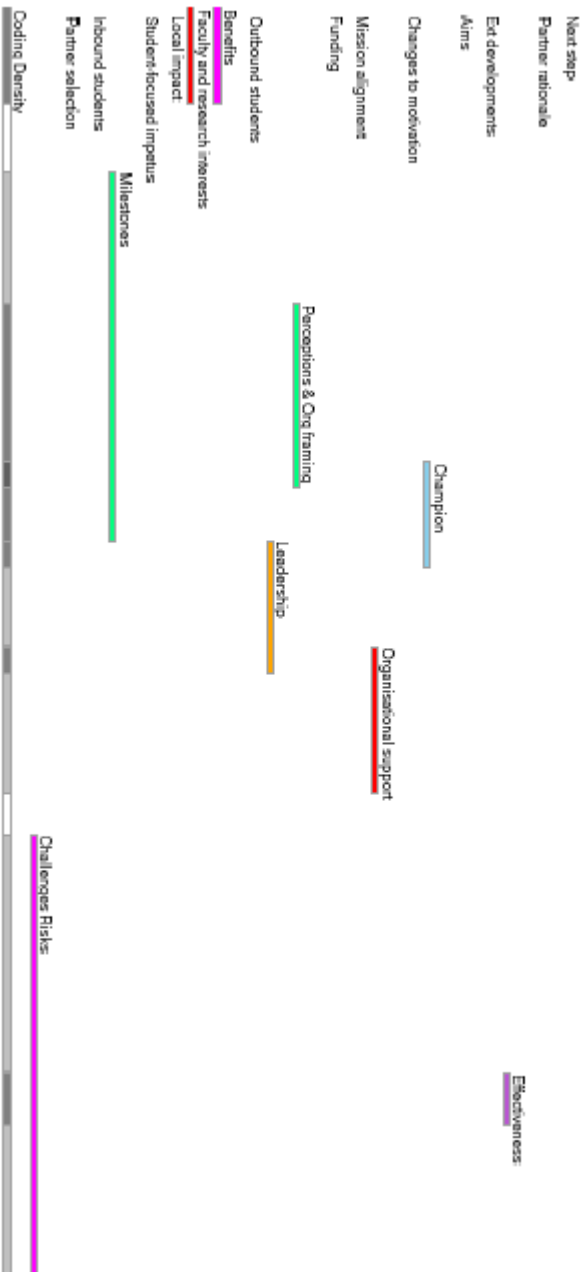 Next step
Partner rationale
Ext developments
Effectiveness
Aims
Champion
Changes to motivation
Organisational support
Mission alignment
Funding
Perceptions & Org framing
Leadership
Outbound students
Benefits
Faculty and research interests
Local impact
Student-focused impetus
Milestones
Inbound students
Partner selection
Challenges Risks
Coding Density